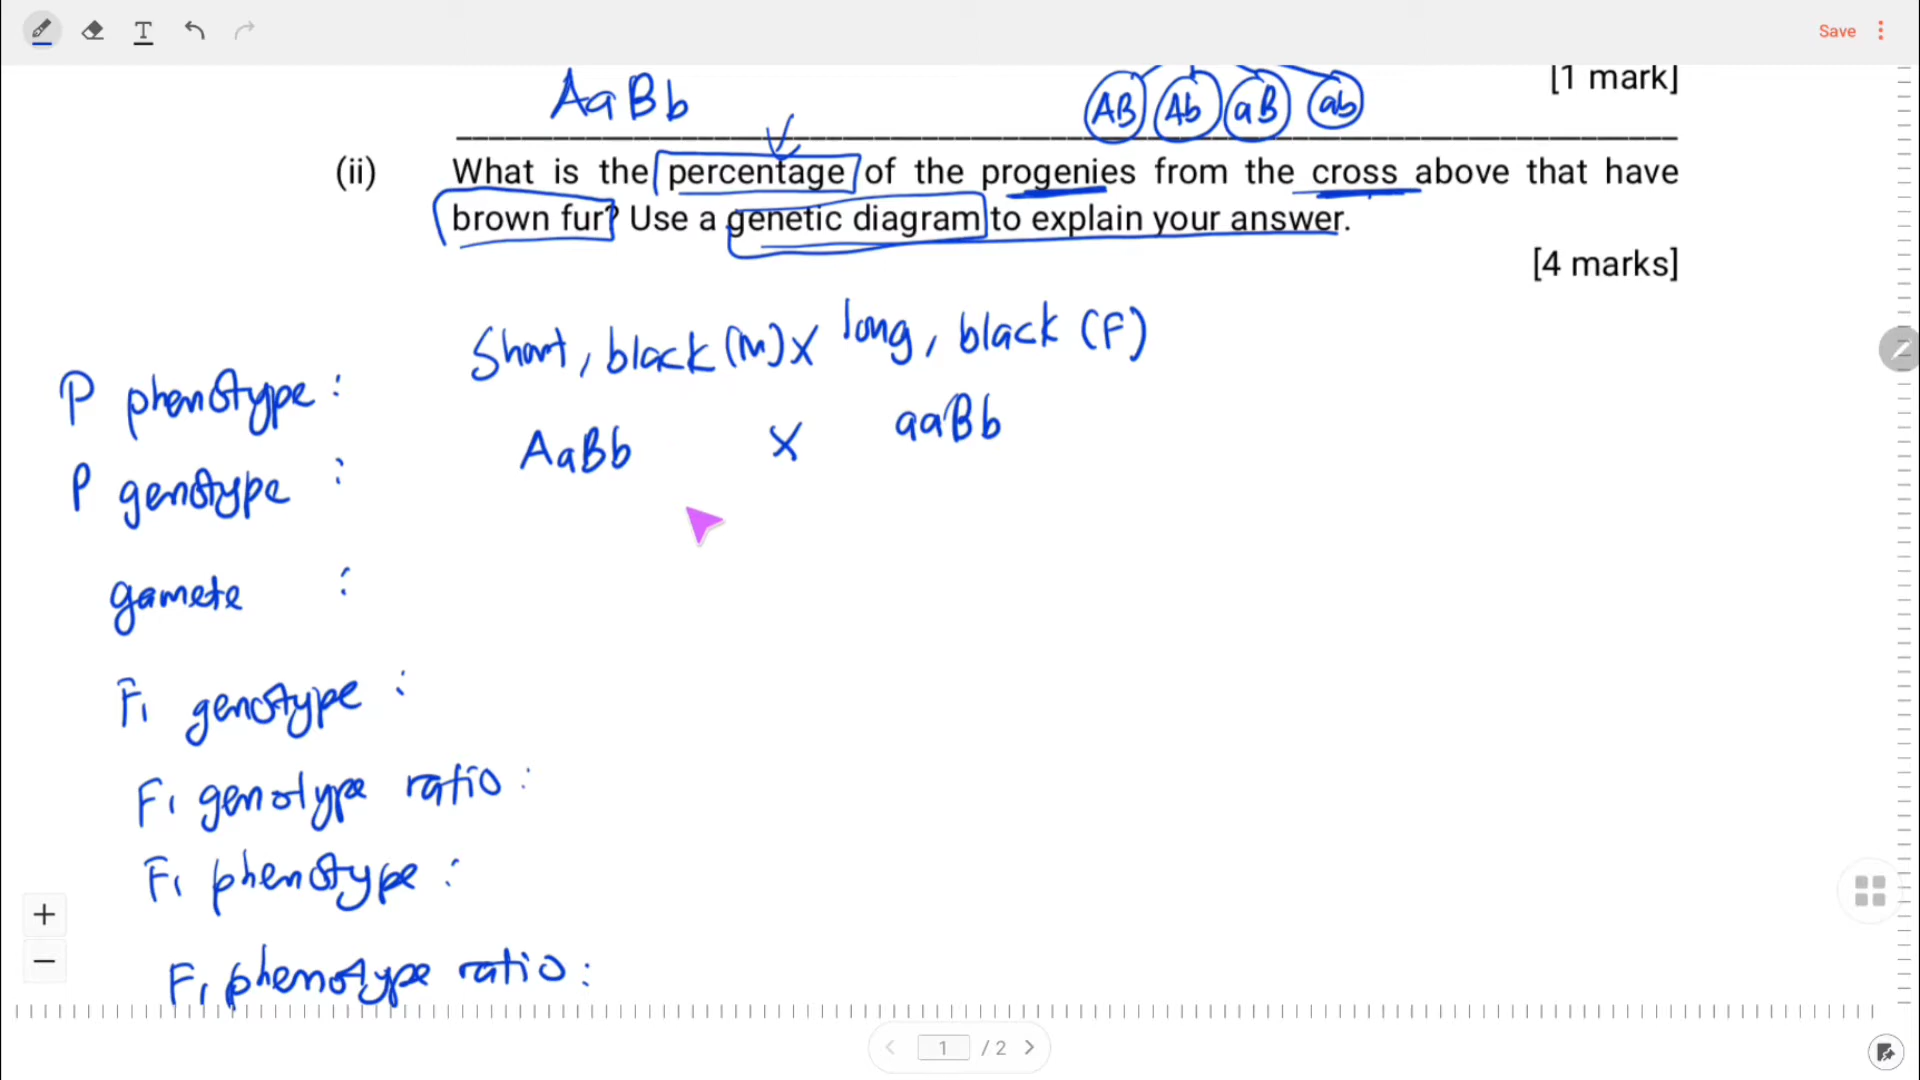 Save
AaBb
AB Ab aB ab
[1 mark]
(ii) What is the percentage of the progenies from the cross above that have
brown fur? Use a genetic diagram to explain your answer.
[4 marks]
Short, black (M) X long, black (F)
P phenotype:
AaBb X aaBb
P genotype :
gamete :
F1 genotype :
F1 genotype ratio :
F1 phenotype :
F1 phenotype ratio :
1 / 2